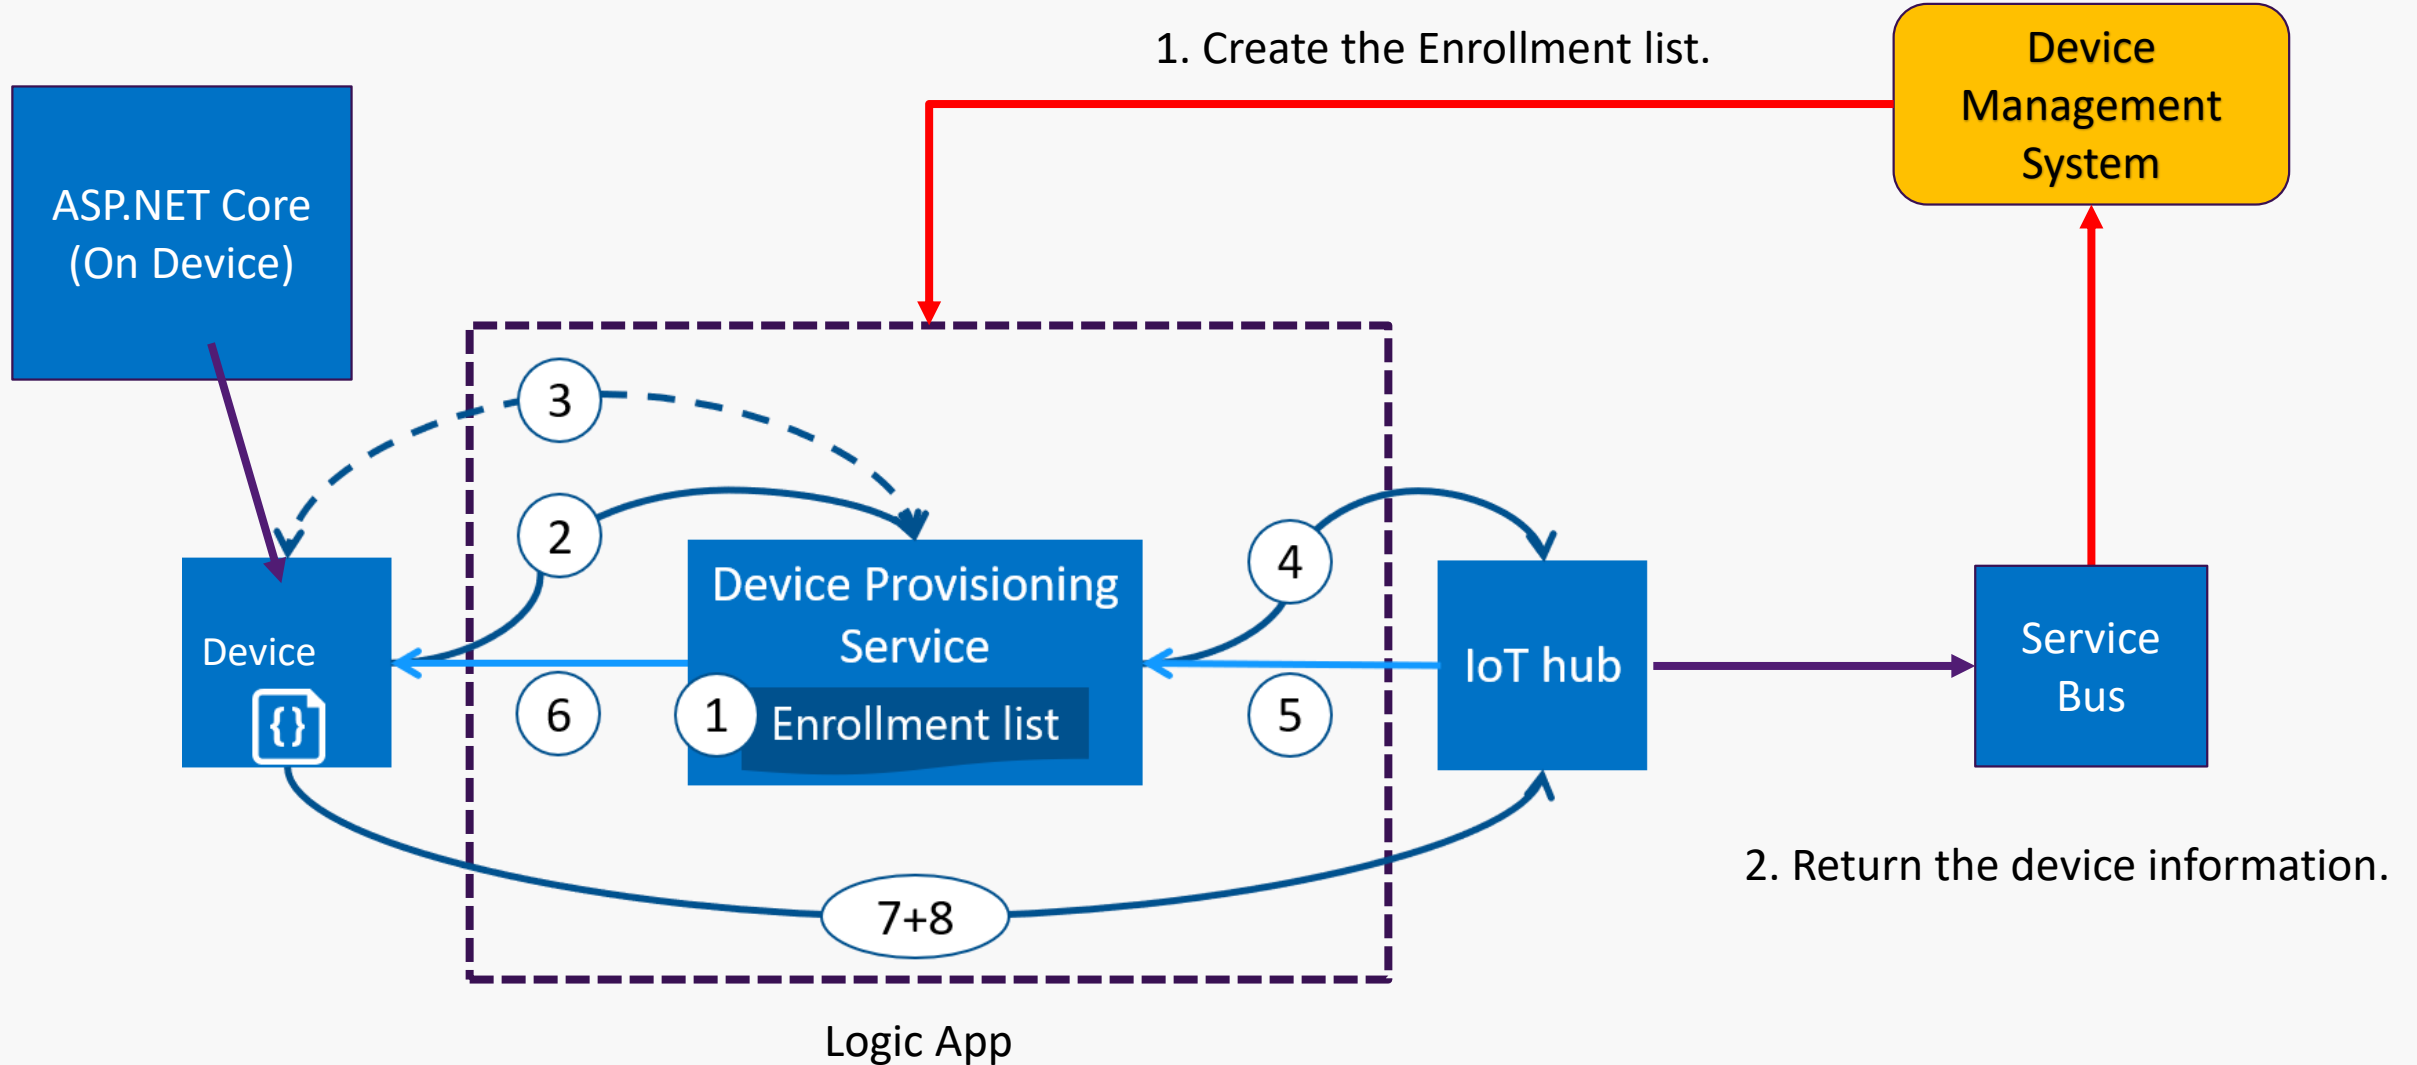 1. Create the Enrollment list.
Device
Management
System
ASP.NET Core
(On Device)
3
2
4
Device Provisioning
Service
1
Enrollment list
Device
{}
6
5
IoT hub
Service
Bus
7+8
2. Return the device information.
Logic App